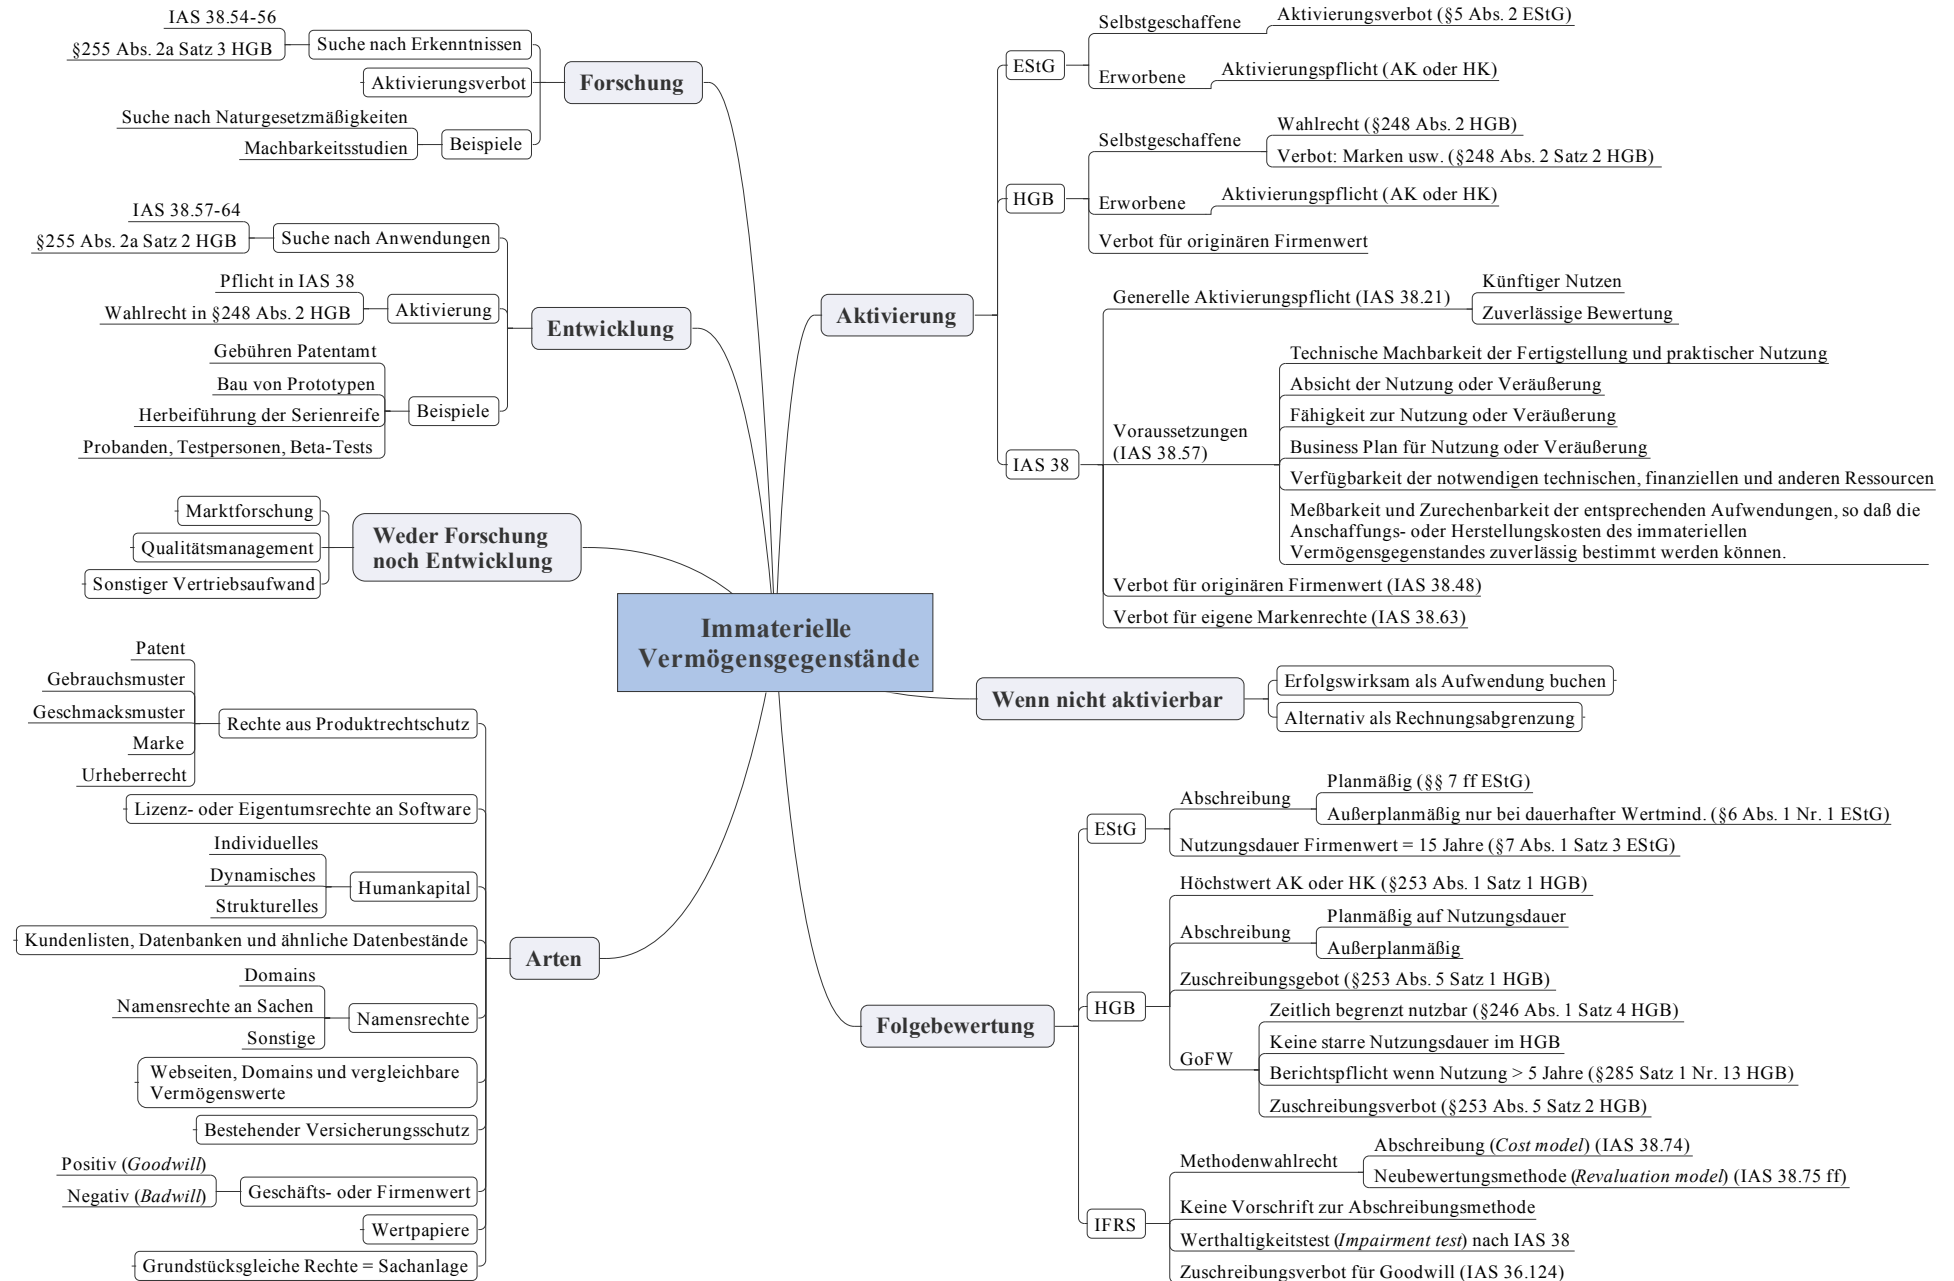 Immaterielle
Vermögensgegenstände
Forschung
Suche nach Erkenntnissen
IAS 38.54-56
§255 Abs. 2a Satz 3 HGB
Aktivierungsverbot
Beispiele
Suche nach Naturgesetzmäßigkeiten
Machbarkeitsstudien
Entwicklung
Suche nach Anwendungen
IAS 38.57-64
§255 Abs. 2a Satz 2 HGB
Aktivierung
Pflicht in IAS 38
Wahlrecht in §248 Abs. 2 HGB
Beispiele
Gebühren Patentamt
Bau von Prototypen
Herbeiführung der Serienreife
Probanden, Testpersonen, Beta-Tests
Weder Forschung
noch Entwicklung
Marktforschung
Qualitätsmanagement
Sonstiger Vertriebsaufwand
Arten
Rechte aus Produktrechtschutz
Patent
Gebrauchsmuster
Geschmacksmuster
Marke
Urheberrecht
Lizenz- oder Eigentumsrechte an Software
Humankapital
Individuelles
Dynamisches
Strukturelles
Kundenlisten, Datenbanken und ähnliche Datenbestände
Namensrechte
Domains
Namensrechte an Sachen
Sonstige
Webseiten, Domains und vergleichbare
Vermögenswerte
Bestehender Versicherungsschutz
Geschäfts- oder Firmenwert
Positiv (Goodwill)
Negativ (Badwill)
Wertpapiere
Grundstücksgleiche Rechte = Sachanlage
Aktivierung
EStG
Selbstgeschaffene
Aktivierungsverbot (§5 Abs. 2 EStG)
Erworbene
Aktivierungspflicht (AK oder HK)
HGB
Selbstgeschaffene
Wahlrecht (§248 Abs. 2 HGB)
Verbot: Marken usw. (§248 Abs. 2 Satz 2 HGB)
Erworbene
Aktivierungspflicht (AK oder HK)
Verbot für originären Firmenwert
IAS 38
Generelle Aktivierungspflicht (IAS 38.21)
Künftiger Nutzen
Zuverlässige Bewertung
Voraussetzungen
(IAS 38.57)
Technische Machbarkeit der Fertigstellung und praktischer Nutzung
Absicht der Nutzung oder Veräußerung
Fähigkeit zur Nutzung oder Veräußerung
Business Plan für Nutzung oder Veräußerung
Verfügbarkeit der notwendigen technischen, finanziellen und anderen Ressourcen
Meßbarkeit und Zurechenbarkeit der entsprechenden Aufwendungen, so daß die
Anschaffungs- oder Herstellungskosten des immateriellen
Vermögensgegenstandes zuverlässig bestimmt werden können.
Verbot für originären Firmenwert (IAS 38.48)
Verbot für eigene Markenrechte (IAS 38.63)
Wenn nicht aktivierbar
Erfolgswirksam als Aufwendung buchen
Alternativ als Rechnungsabgrenzung
Folgebewertung
EStG
Abschreibung
Planmäßig (§§ 7 ff EStG)
Außerplanmäßig nur bei dauerhafter Wertmind. (§6 Abs. 1 Nr. 1 EStG)
Nutzungsdauer Firmenwert = 15 Jahre (§7 Abs. 1 Satz 3 EStG)
HGB
Höchstwert AK oder HK (§253 Abs. 1 Satz 1 HGB)
Abschreibung
Planmäßig auf Nutzungsdauer
Außerplanmäßig
Zuschreibungsgebot (§253 Abs. 5 Satz 1 HGB)
GoFW
Zeitlich begrenzt nutzbar (§246 Abs. 1 Satz 4 HGB)
Keine starre Nutzungsdauer im HGB
Berichtspflicht wenn Nutzung > 5 Jahre (§285 Satz 1 Nr. 13 HGB)
Zuschreibungsverbot (§253 Abs. 5 Satz 2 HGB)
IFRS
Methodenwahlrecht
Abschreibung (Cost model) (IAS 38.74)
Neubewertungsmethode (Revaluation model) (IAS 38.75 ff)
Keine Vorschrift zur Abschreibungsmethode
Werthaltigkeitstest (Impairment test) nach IAS 38
Zuschreibungsverbot für Goodwill (IAS 36.124)